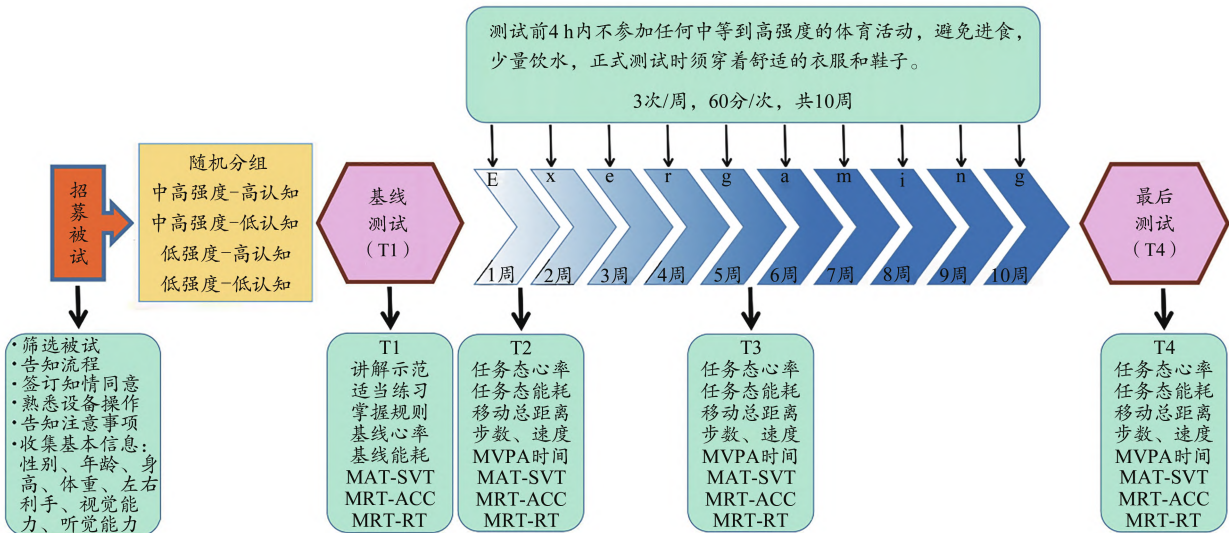 测试前4 h内不参加任何中等到高强度的体育活动，避免进食，
少量饮水，正式测试时须穿着舒适的衣服和鞋子。
3次/周，60分/次，共10周
招募被试
随机分组
中高强度-高认知
中高强度-低认知
低强度-高认知
低强度-低认知
基线
测试
（T1）
E x e r g a m i n g
1周 2周 3周 4周 5周 6周 7周 8周 9周 10周
最后
测试
（T4）
·筛选被试
·告知流程
·签订知情同意
·熟悉设备操作
·告知注意事项
·收集基本信息：
性别、年龄、身
高、体重、左右
利手、视觉能
力、听觉能力
T1
讲解示范
适当练习
掌握规则
基线心率
基线能耗
MAT-SVT
MRT-ACC
MRT-RT
T2
任务态心率
任务态能耗
移动总距离
步数、速度
MVPA时间
MAT-SVT
MRT-ACC
MRT-RT
T3
任务态心率
任务态能耗
移动总距离
步数、速度
MVPA时间
MAT-SVT
MRT-ACC
MRT-RT
T4
任务态心率
任务态能耗
移动总距离
步数、速度
MVPA时间
MAT-SVT
MRT-ACC
MRT-RT